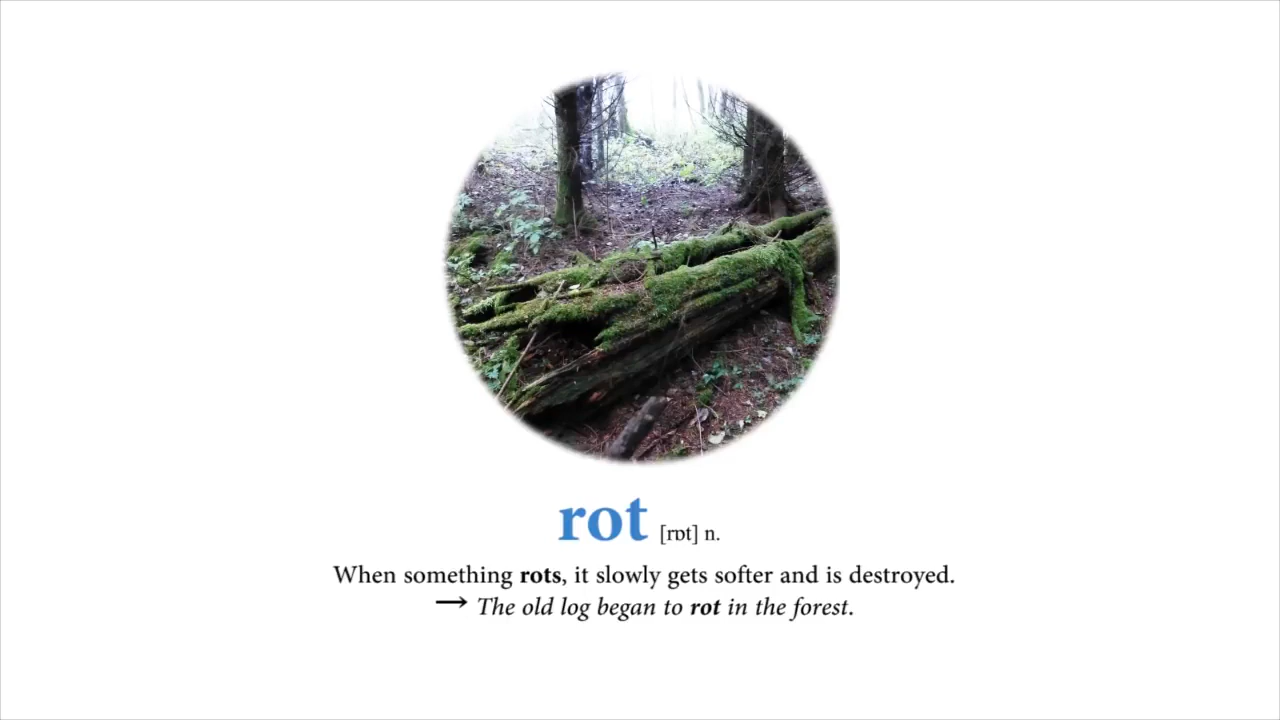 rot [rɒt] n.
When something rots, it slowly gets softer and is destroyed.
→ The old log began to rot in the forest.